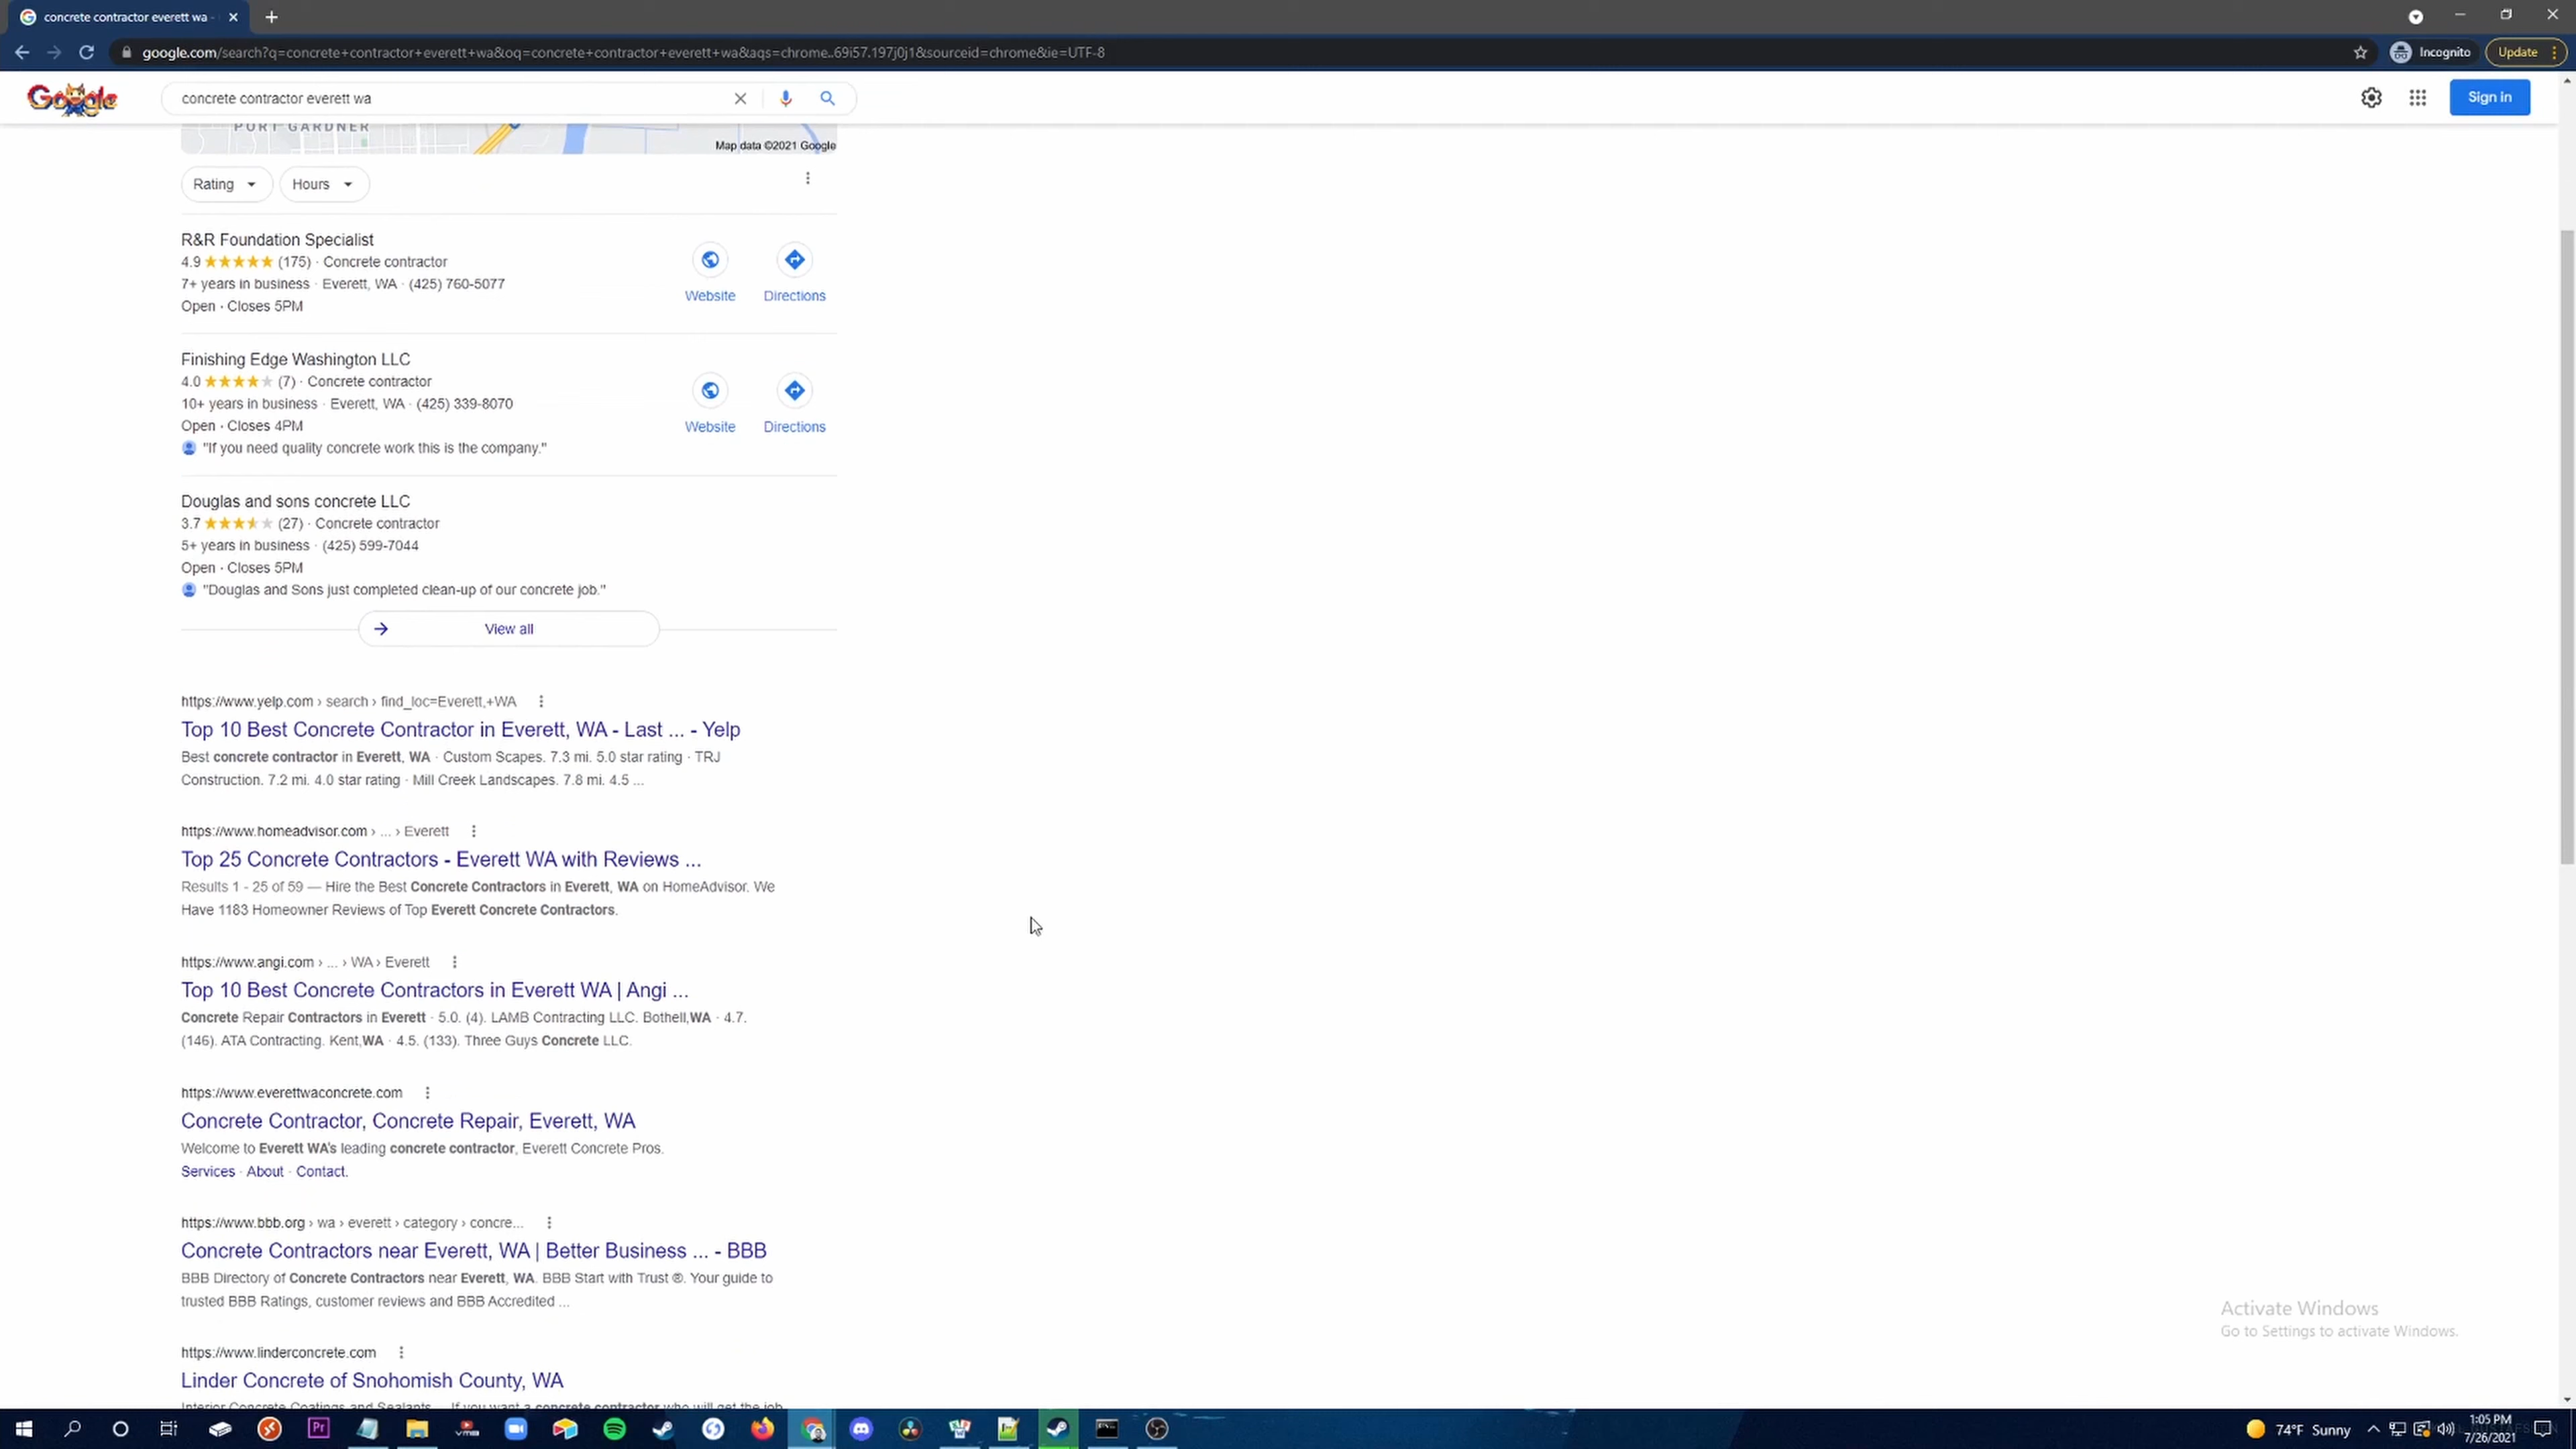 concrete contractor everett wa -
google.com/search?q=concrete+contractor+everett+wa&oq=concrete+contractor+everett+wa&aqs=chrome..69i57.197j0j1&sourceid=chrome&ie=UTF-8
Incognito
Update
Google
concrete contractor everett wa
Sign in
PORT GARDNER
Map data ©2021 Google
Rating
Hours
R&R Foundation Specialist
4.9 (175) · Concrete contractor
7+ years in business · Everett, WA · (425) 760-5077
Open · Closes 5PM
Website
Directions
Finishing Edge Washington LLC
4.0 (7) · Concrete contractor
10+ years in business · Everett, WA · (425) 339-8070
Open · Closes 4PM
"If you need quality concrete work this is the company."
Website
Directions
Douglas and sons concrete LLC
3.7 (27) · Concrete contractor
5+ years in business · (425) 599-7044
Open · Closes 5PM
"Douglas and Sons just completed clean-up of our concrete job."
View all
https://www.yelp.com › search › find_loc=Everett,+WA
Top 10 Best Concrete Contractor in Everett, WA - Last ... - Yelp
Best concrete contractor in Everett, WA · Custom Scapes. 7.3 mi. 5.0 star rating · TRJ
Construction. 7.2 mi. 4.0 star rating · Mill Creek Landscapes. 7.8 mi. 4.5 ...
https://www.homeadvisor.com › ... › Everett
Top 25 Concrete Contractors - Everett WA with Reviews ...
Results 1 - 25 of 59 — Hire the Best Concrete Contractors in Everett, WA on HomeAdvisor. We
Have 1183 Homeowner Reviews of Top Everett Concrete Contractors.
https://www.angi.com › ... › WA › Everett
Top 10 Best Concrete Contractors in Everett WA | Angi ...
Concrete Repair Contractors in Everett · 5.0. (4). LAMB Contracting LLC. Bothell,WA · 4.7.
(146). ATA Contracting. Kent,WA · 4.5. (133). Three Guys Concrete LLC.
https://www.everettwaconcrete.com
Concrete Contractor, Concrete Repair, Everett, WA
Welcome to Everett WA's leading concrete contractor, Everett Concrete Pros.
Services · About · Contact.
https://www.bbb.org › wa › everett › category › concre...
Concrete Contractors near Everett, WA | Better Business ... - BBB
BBB Directory of Concrete Contractors near Everett, WA. BBB Start with Trust ®. Your guide to
trusted BBB Ratings, customer reviews and BBB Accredited ...
https://www.linderconcrete.com
Linder Concrete of Snohomish County, WA
Interior Concrete Coatings and Sealants ... If you want a concrete contractor who will get the job
Activate Windows
Go to Settings to activate Windows.
Pr
74°F Sunny
1:05 PM
7/26/2021